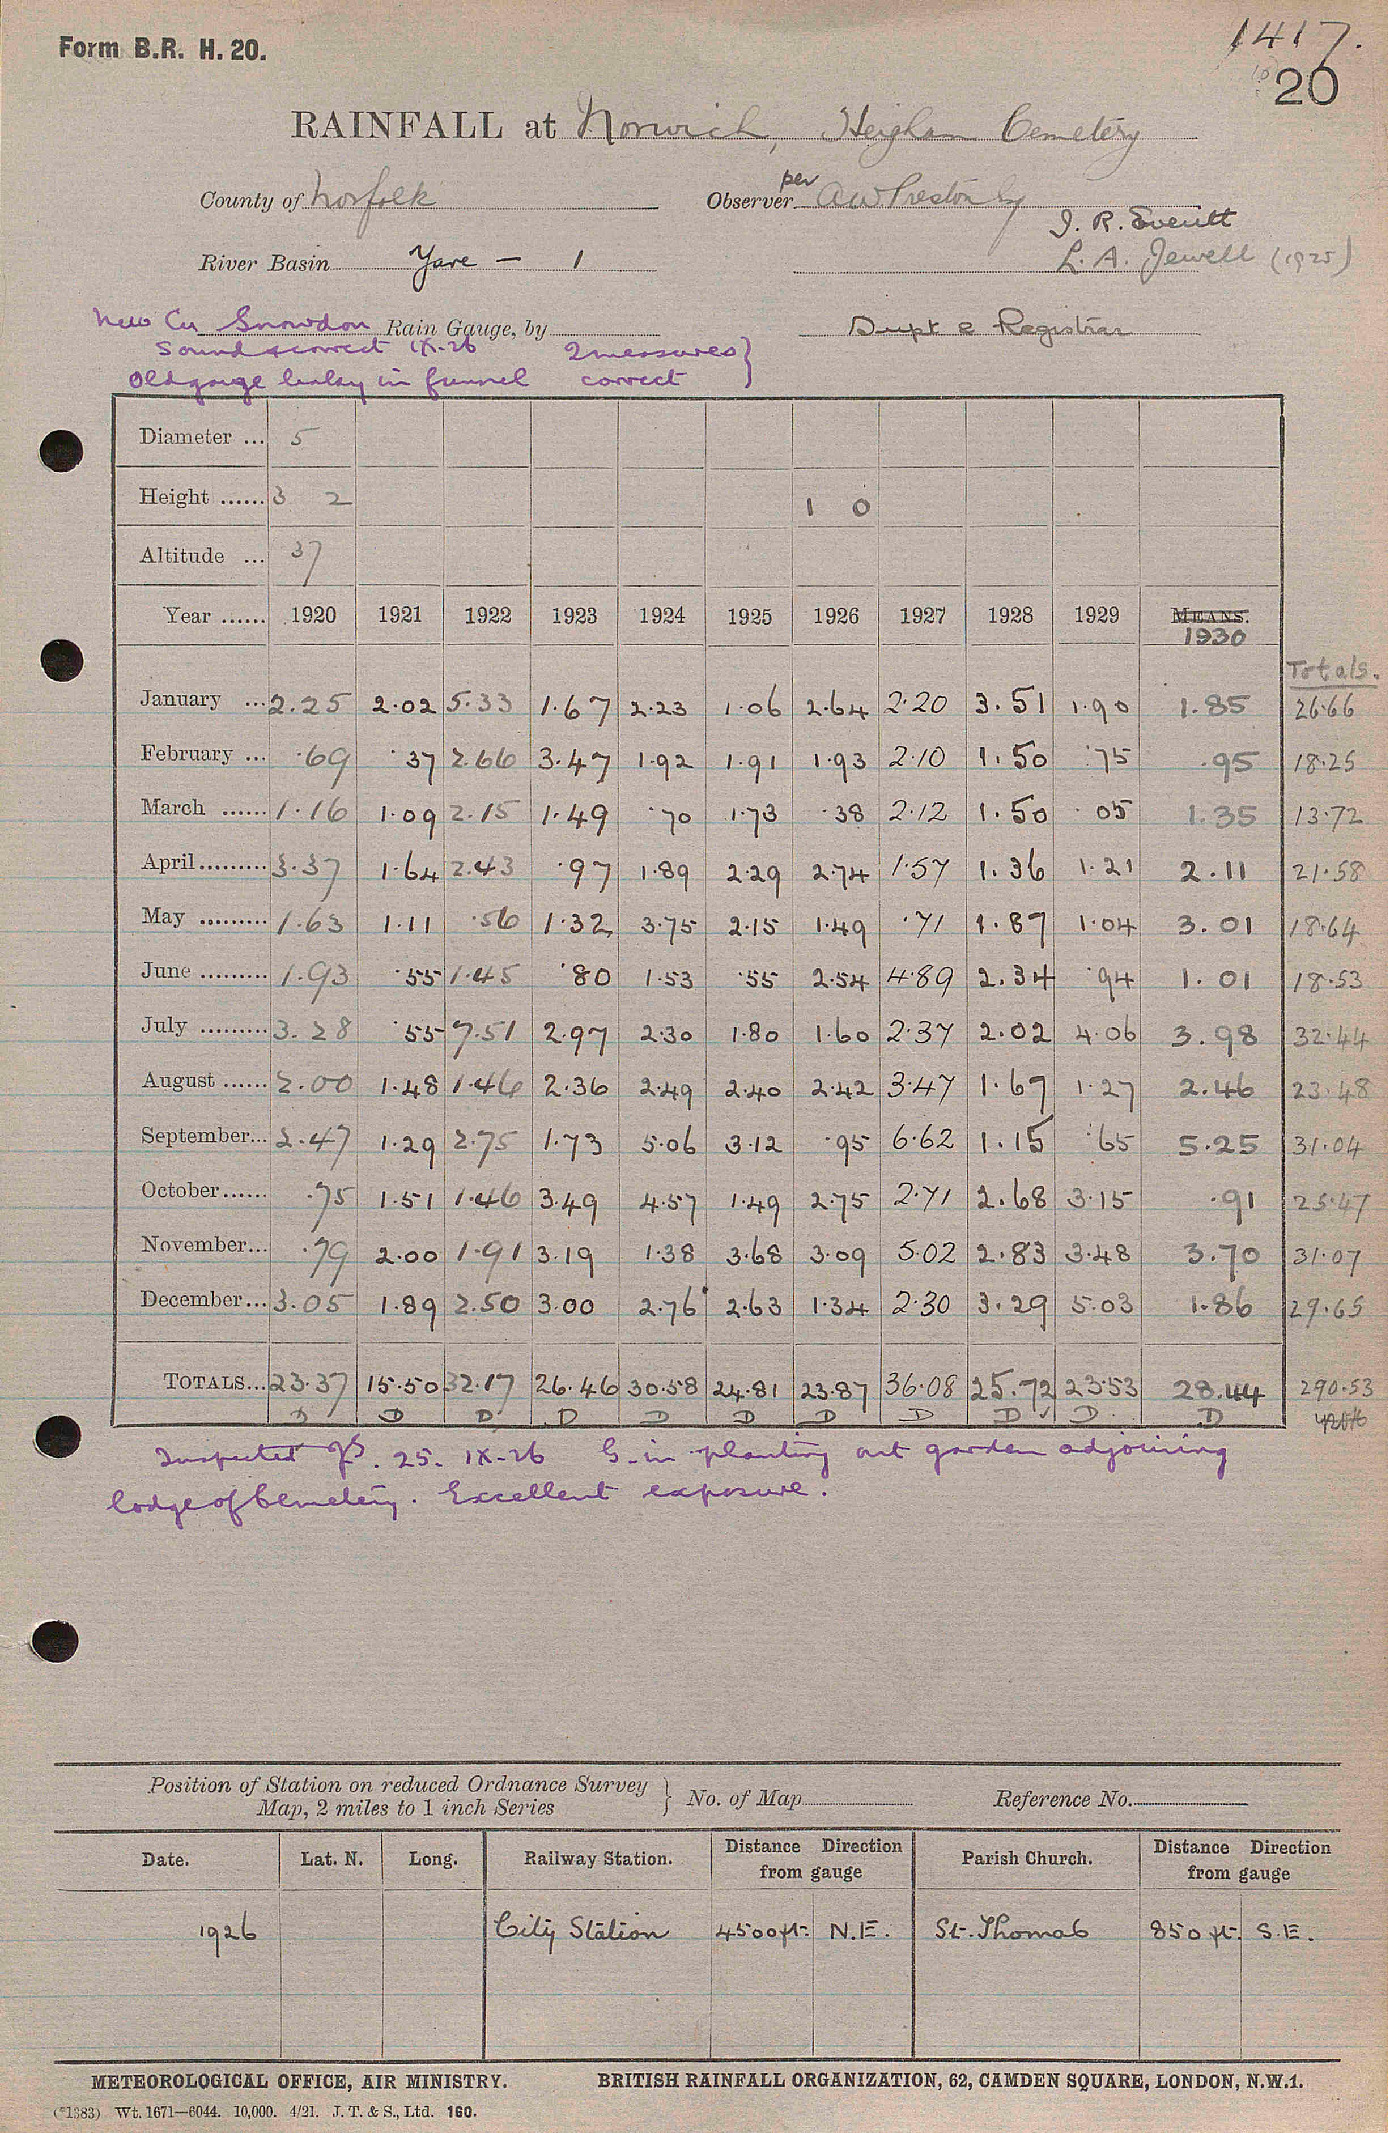 Form B.R. H. 20.
1417.
20
RAINFALL at Norwich, Heigham Cemetery
County of Norfolk Observer per A W Preston by
J. R. Everitt
River Basin Yare - 1 L. A. Jewell (1925)
New Cu Snowdon Rain Gauge, by Supt & Registrar
Sound & correct IX-26 2 measures }
Old gauge leaky in funnel correct
Diameter ... 5
Height ...... 3 2 1 0
Altitude ... 37
Year ...... 1920 1921 1922 1923 1924 1925 1926 1927 1928 1929 MEANS.
1930
Totals.
January ... 2.25 2.02 5.33 1.67 2.23 1.06 2.64 2.20 3.51 1.90 1.85 26.66
February ... .69 .37 2.66 3.47 1.92 1.91 1.93 2.10 1.50 .75 .95 18.25
March ...... 1.16 1.09 2.15 1.49 .70 1.73 .38 2.12 1.50 .05 1.35 13.72
April ......... 3.37 1.64 2.43 .97 1.89 2.29 2.74 1.57 1.36 1.21 2.11 21.58
May ......... 1.63 1.11 .56 1.32 3.75 2.15 1.49 .71 1.87 1.04 3.01 18.64
June ......... 1.93 .55 1.45 .80 1.53 .55 2.54 4.89 2.34 .94 1.01 18.53
July ......... 3.28 .55 7.51 2.97 2.30 1.80 1.60 2.37 2.02 4.06 3.98 32.44
August ...... 2.00 1.48 1.46 2.36 2.49 2.40 2.42 3.47 1.67 1.27 2.46 23.48
September... 2.47 1.29 2.75 1.73 5.06 3.12 .95 6.62 1.15 .65 5.25 31.04
October...... .75 1.51 1.46 3.49 4.57 1.49 2.75 2.71 2.68 3.15 .91 25.47
November... .79 2.00 1.91 3.19 1.38 3.68 3.09 5.02 2.83 3.48 3.70 31.07
December... 3.05 1.89 2.50 3.00 2.76 2.63 1.34 2.30 3.29 5.03 1.86 29.65
TOTALS... 23.37 15.50 32.17 26.46 30.58 24.81 23.87 36.08 25.72 23.53 28.44 290.53
D D D D D D D D D ✓ D D
Inspected 25. IX-26 G. in planting out garden adjoining
lodge of Cemetery. Excellent exposure.
Position of Station on reduced Ordnance Survey } No. of Map Reference No.
Map, 2 miles to 1 inch Series
Date. Lat. N. Long. Railway Station. Distance Direction from gauge Parish Church. Distance Direction from gauge
1926 City Station 4500 ft. N.E. St. Thomas 850 ft. S.E.
METEOROLOGICAL OFFICE, AIR MINISTRY. BRITISH RAINFALL ORGANIZATION, 62, CAMDEN SQUARE, LONDON, N.W.1.
(*1383) Wt. 1671—6044. 10,000. 4/21. J. T. & S., Ltd. 160.